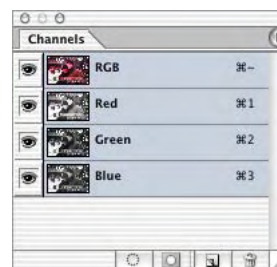 Channels
RGB ⌘~
Red ⌘1
Green ⌘2
Blue ⌘3